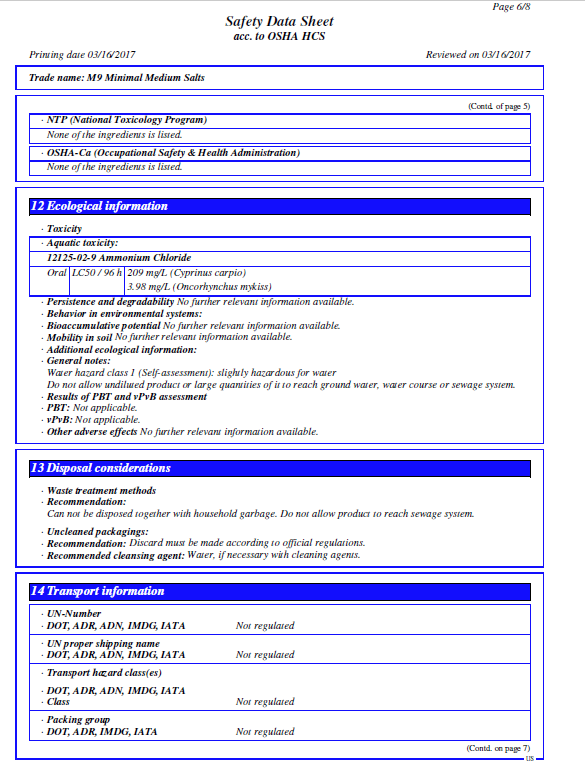 Page 6/8
Safety Data Sheet
acc. to OSHA HCS
Printing date 03/16/2017 Reviewed on 03/16/2017
Trade name: M9 Minimal Medium Salts
(Contd. of page 5)
· NTP (National Toxicology Program)
None of the ingredients is listed.
· OSHA-Ca (Occupational Safety & Health Administration)
None of the ingredients is listed.
12 Ecological information
· Toxicity
· Aquatic toxicity:
12125-02-9 Ammonium Chloride
Oral LC50 / 96 h 209 mg/L (Cyprinus carpio)
3.98 mg/L (Oncorhynchus mykiss)
· Persistence and degradability No further relevant information available.
· Behavior in environmental systems:
· Bioaccumulative potential No further relevant information available.
· Mobility in soil No further relevant information available.
· Additional ecological information:
· General notes:
Water hazard class 1 (Self-assessment): slightly hazardous for water
Do not allow undiluted product or large quantities of it to reach ground water, water course or sewage system.
· Results of PBT and vPvB assessment
· PBT: Not applicable.
· vPvB: Not applicable.
· Other adverse effects No further relevant information available.
13 Disposal considerations
· Waste treatment methods
· Recommendation:
Can not be disposed together with household garbage. Do not allow product to reach sewage system.
· Uncleaned packagings:
· Recommendation: Discard must be made according to official regulations.
· Recommended cleansing agent: Water, if necessary with cleaning agents.
14 Transport information
· UN-Number
· DOT, ADR, ADN, IMDG, IATA Not regulated
· UN proper shipping name
· DOT, ADR, ADN, IMDG, IATA Not regulated
· Transport hazard class(es)
· DOT, ADR, ADN, IMDG, IATA
· Class Not regulated
· Packing group
· DOT, ADR, IMDG, IATA Not regulated
(Contd. on page 7)
US